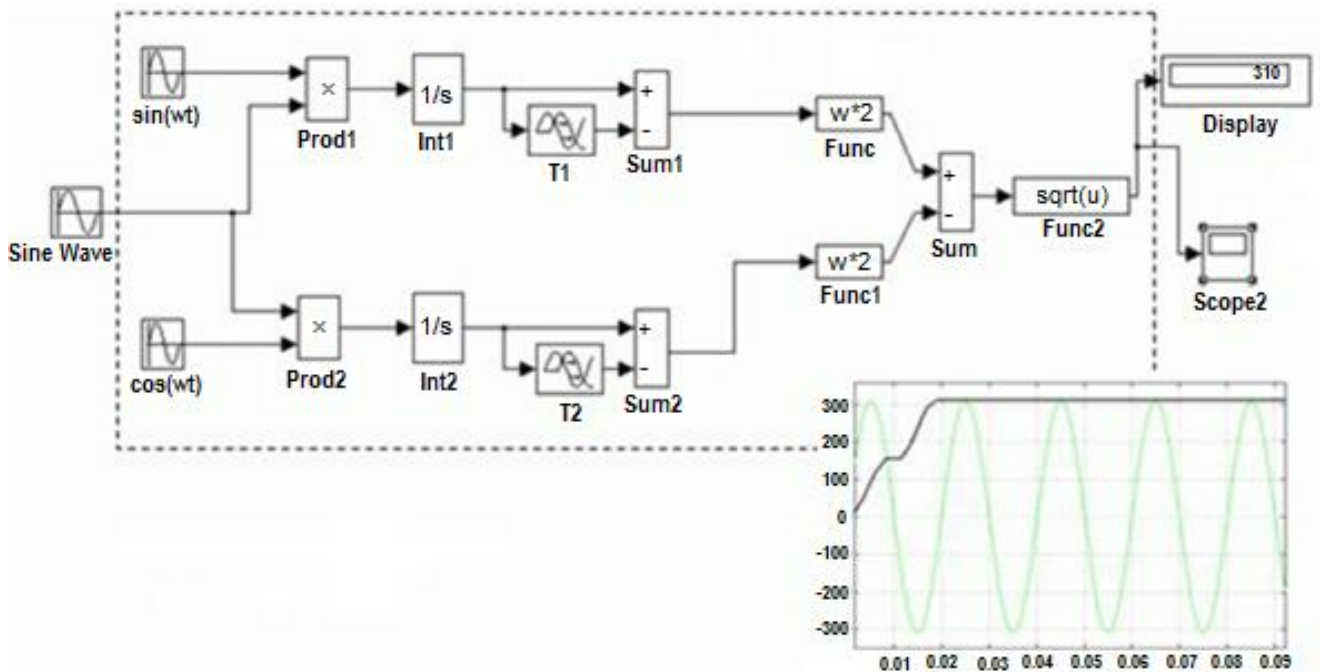 sin(wt)
×
Prod1
1/s
Int1
T1
+
-
Sum1
w*2
Func
310
Display
Sine Wave
+
-
Sum
sqrt(u)
Func2
w*2
Func1
Scope2
cos(wt)
×
Prod2
1/s
Int2
T2
+
-
Sum2
300
200
100
0
-100
-200
-300
0.01 0.02 0.03 0.04 0.05 0.06 0.07 0.08